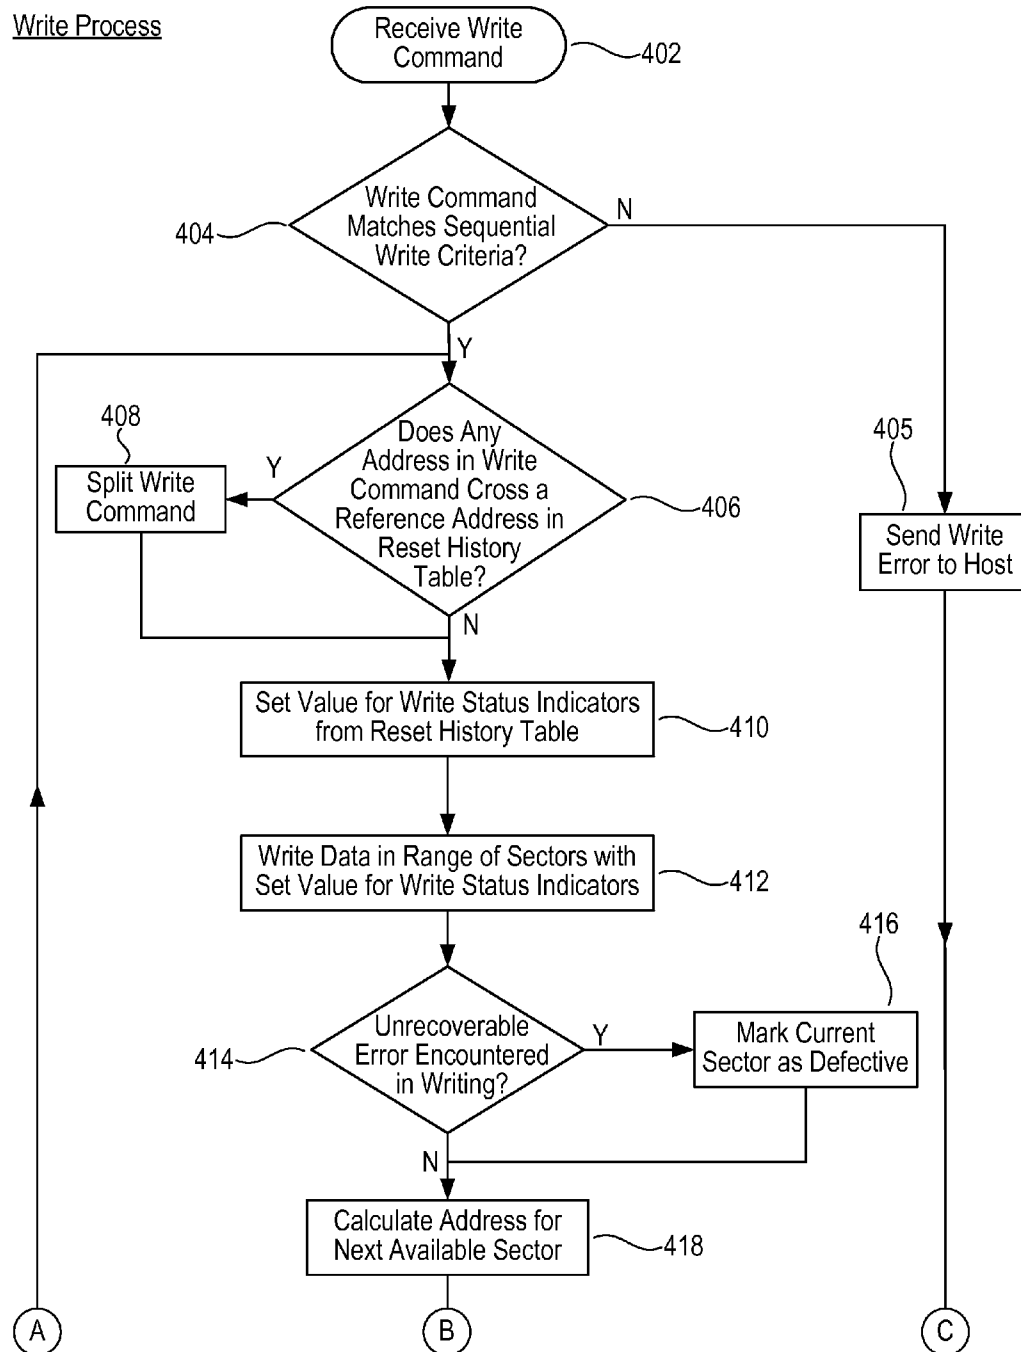 Write Process
Receive Write
Command
402
Write Command
Matches Sequential
Write Criteria?
404
N
Y
408
Split Write
Command
Y
Does Any
Address in Write
Command Cross a
Reference Address in
Reset History
Table?
406
405
Send Write
Error to Host
N
Set Value for Write Status Indicators
from Reset History Table
410
Write Data in Range of Sectors with
Set Value for Write Status Indicators
412
414
Unrecoverable
Error Encountered
in Writing?
Y
416
Mark Current
Sector as Defective
N
Calculate Address for
Next Available Sector
418
A
B
C